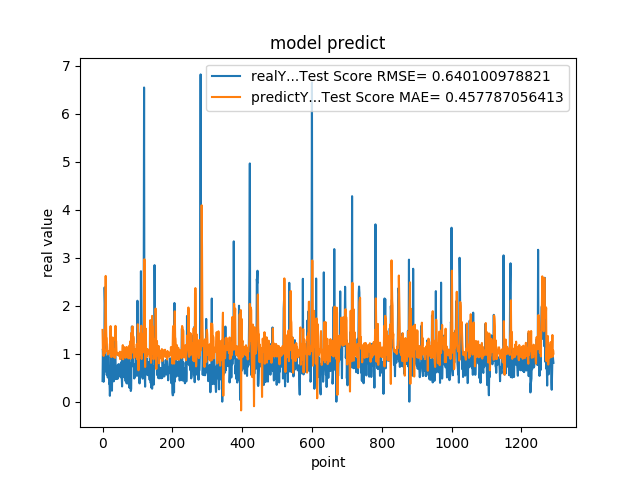 model predict
realY...Test Score RMSE= 0.640100978821
predictY...Test Score MAE= 0.457787056413
7
6
5
4
3
2
1
0
real value
0 200 400 600 800 1000 1200
point